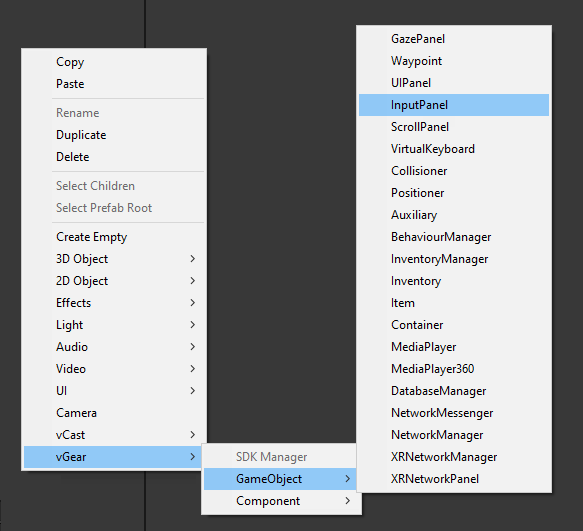 Copy
Paste
Rename
Duplicate
Delete
Select Children
Select Prefab Root
Create Empty
3D Object
2D Object
Effects
Light
Audio
Video
UI
Camera
vCast
vGear
SDK Manager
GameObject
Component
GazePanel
Waypoint
UIPanel
InputPanel
ScrollPanel
VirtualKeyboard
Collisioner
Positioner
Auxiliary
BehaviourManager
InventoryManager
Inventory
Item
Container
MediaPlayer
MediaPlayer360
DatabaseManager
NetworkMessenger
NetworkManager
XRNetworkManager
XRNetworkPanel